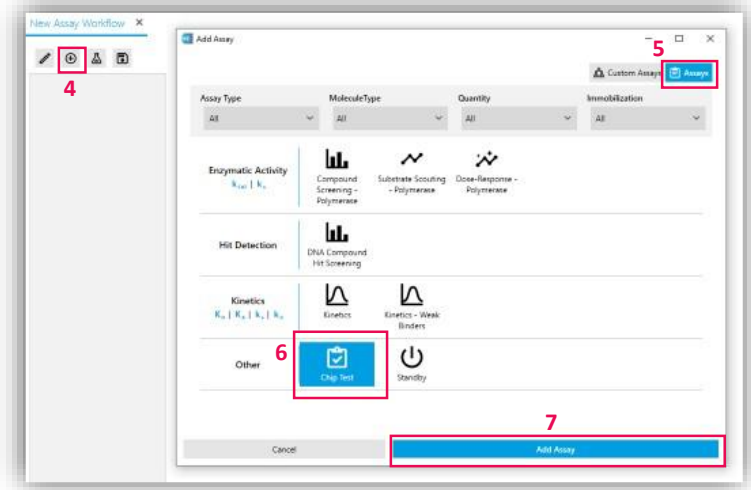 New Assay Workflow ×
Add Assay
5
Custom Assays
Assays
4
Assay Type
MoleculeType
Quantity
Immobilization
All
All
All
All
Enzymatic Activity
Compound
Screening -
Polymerase
Substrate Scouting
- Polymerase
Dose-Response -
Polymerase
Hit Detection
DNA Compound
Hit Screening
Kinetics
Kinetics
Kinetics - Weak
Binders
6
Other
Chip Test
Standby
7
Cancel
Add Assay